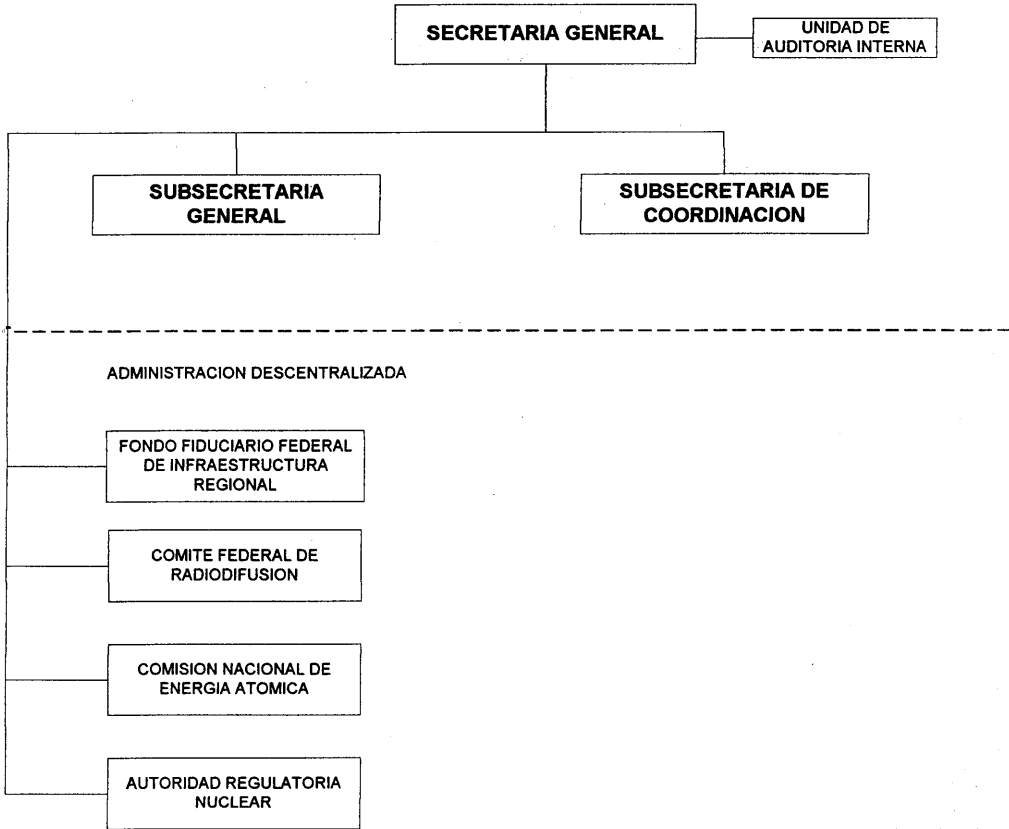 SECRETARIA GENERAL
UNIDAD DE
AUDITORIA INTERNA
SUBSECRETARIA
GENERAL
SUBSECRETARIA DE
COORDINACION
ADMINISTRACION DESCENTRALIZADA
FONDO FIDUCIARIO FEDERAL
DE INFRAESTRUCTURA
REGIONAL
COMITE FEDERAL DE
RADIODIFUSION
COMISION NACIONAL DE
ENERGIA ATOMICA
AUTORIDAD REGULATORIA
NUCLEAR